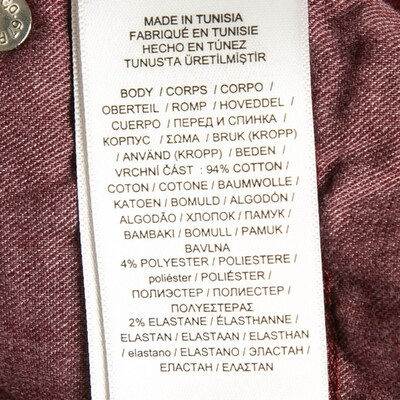 MADE IN TUNISIA
FABRIQUÉ EN TUNISIE
HECHO EN TÚNEZ
TUNUS'TA ÜRETİLMİŞTİR
BODY / CORPS / CORPO /
OBERTEIL / ROMP / HOVEDDEL /
CUERPO / ПЕРЕД И СПИНКА /
КОРПУС / ΣΩΜΑ / BRUK (KROPP)
/ ANVÄND (KROPP) / BEDEN /
VRCHNÍ ČÁST : 94% COTTON /
COTON / COTONE / BAUMWOLLE /
KATOEN / BOMULD / ALGODÓN /
ALGODÃO / ХЛОПОК / ПАМУК /
BAMBAKI / BOMULL / PAMUK /
BAVLNA
4% POLYESTER / POLIESTERE /
poliéster / POLIÉSTER /
ПОЛИЭСТЕР / ПОЛИЕСТЕР /
ΠΟΛΥΕΣΤΕΡΑΣ
2% ELASTANE / ÉLASTHANNE /
ELASTAN / ELASTAAN / ELASTHAN
/ elastano / ELASTANO / ЭЛАСТАН /
ЕЛАСТАН / ΕΛΑΣΤΑΝ